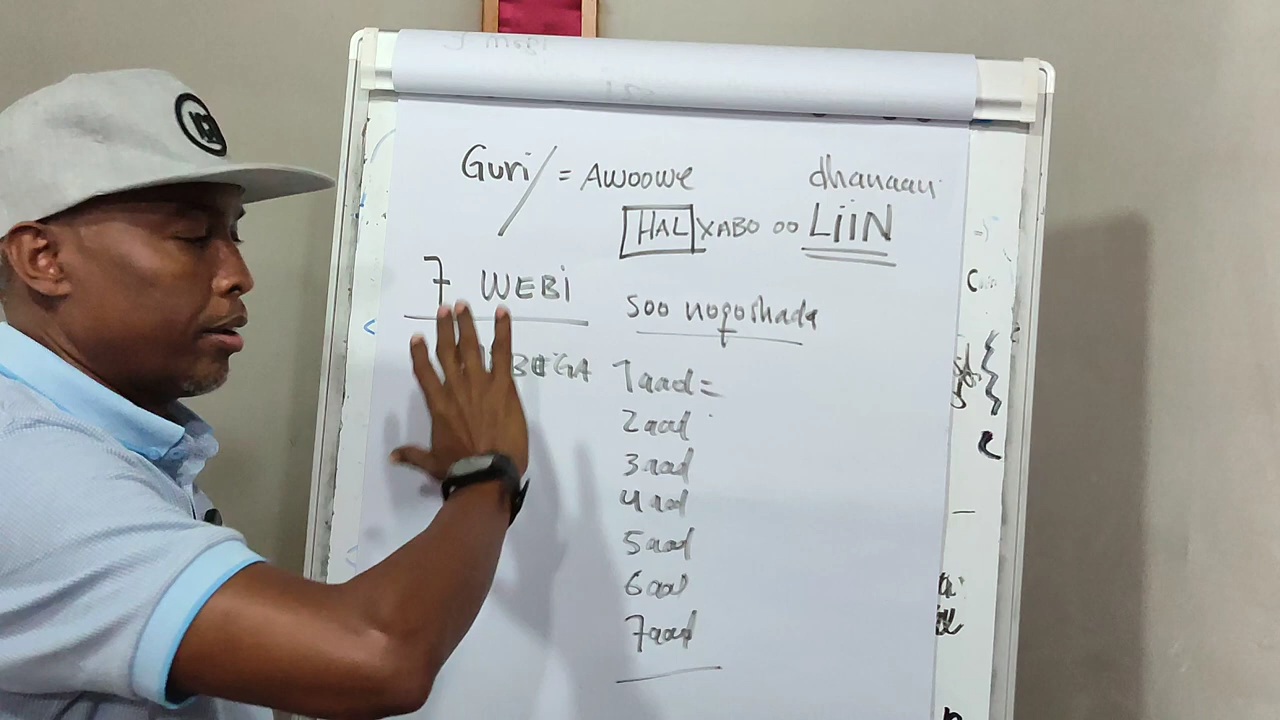 Guri / = Awoowe
dhanaan
HAL XABO oo LiiN
7 WEBi
soo noqoshada
1aad =
2aad
3aad
4aad
5aad
6aad
7aad